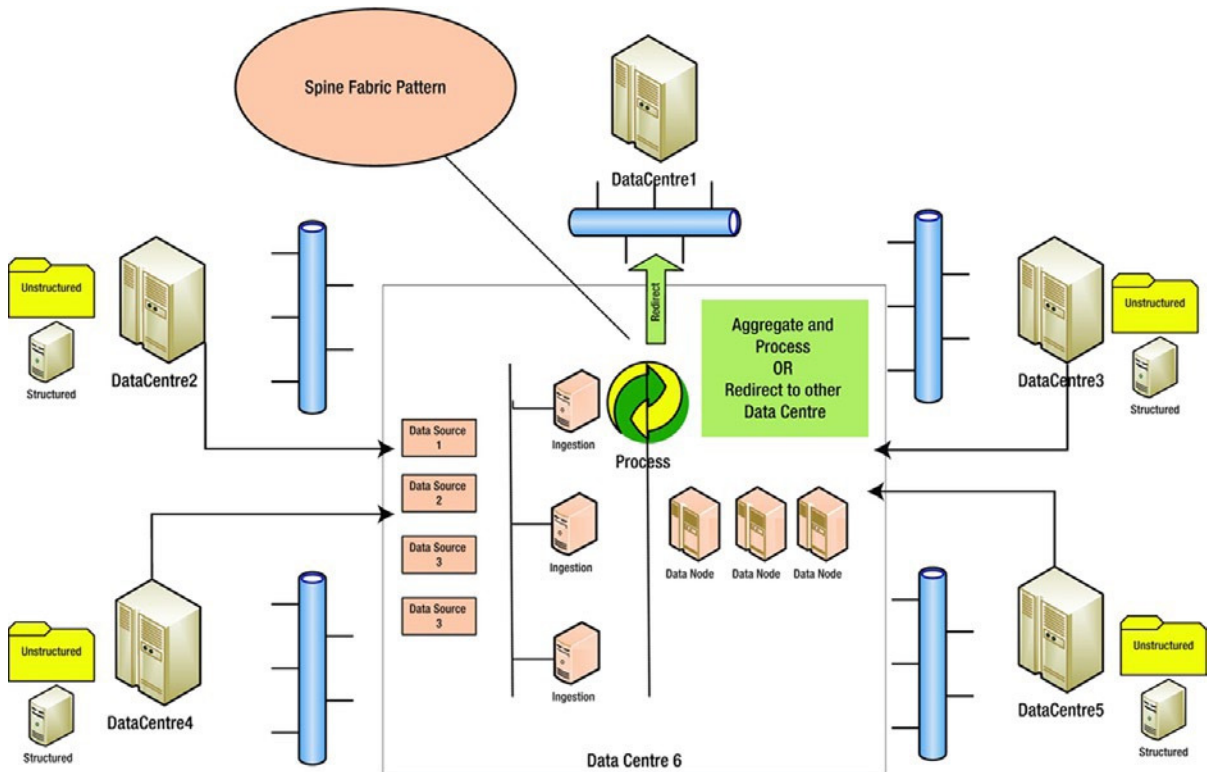 Spine Fabric Pattern
DataCentre1
Unstructured
Structured
DataCentre2
Redirect
Aggregate and
Process
OR
Redirect to other
Data Centre
Unstructured
DataCentre3
Structured
Data Source
1
Data Source
2
Data Source
3
Data Source
3
Ingestion
Ingestion
Ingestion
Process
Data Node
Data Node
Data Node
Unstructured
DataCentre4
Structured
Unstructured
DataCentre5
Structured
Data Centre 6